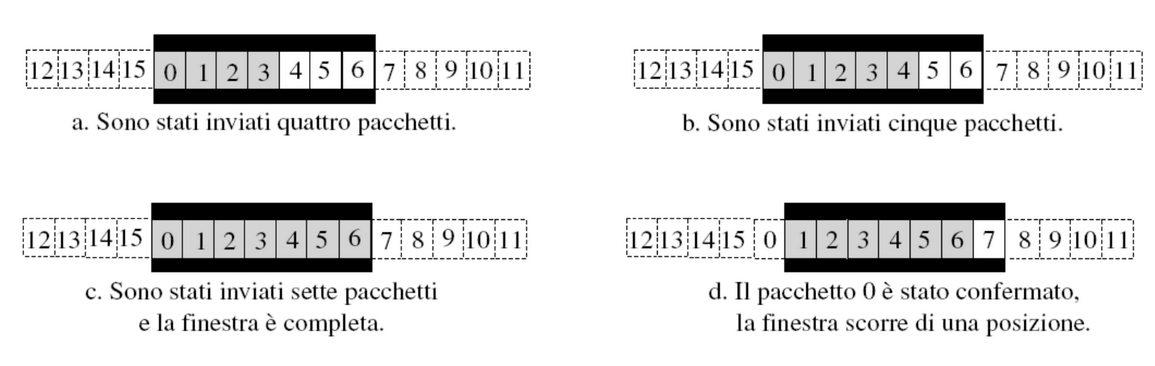 12 13 14 15 0 1 2 3 4 5 6 7 8 9 10 11
a. Sono stati inviati quattro pacchetti.
12 13 14 15 0 1 2 3 4 5 6 7 8 9 10 11
b. Sono stati inviati cinque pacchetti.
12 13 14 15 0 1 2 3 4 5 6 7 8 9 10 11
c. Sono stati inviati sette pacchetti
e la finestra è completa.
12 13 14 15 0 1 2 3 4 5 6 7 8 9 10 11
d. Il pacchetto 0 è stato confermato,
la finestra scorre di una posizione.